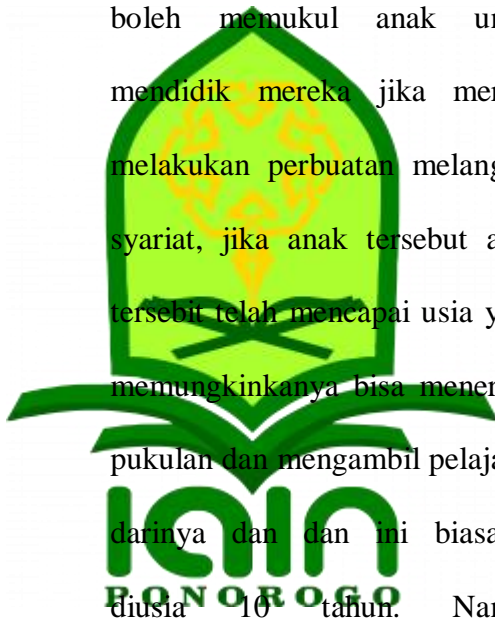 boleh memukul anak un
mendidik mereka jika mer
melakukan perbuatan melang
syariat, jika anak tersebut a
tersebit telah mencapai usia y
memungkinkanya bisa mener
pukulan dan mengambil pelaja
darinya dan dan ini biasa
diusia 10 tahun. Nar
IAIN
PONOROGO